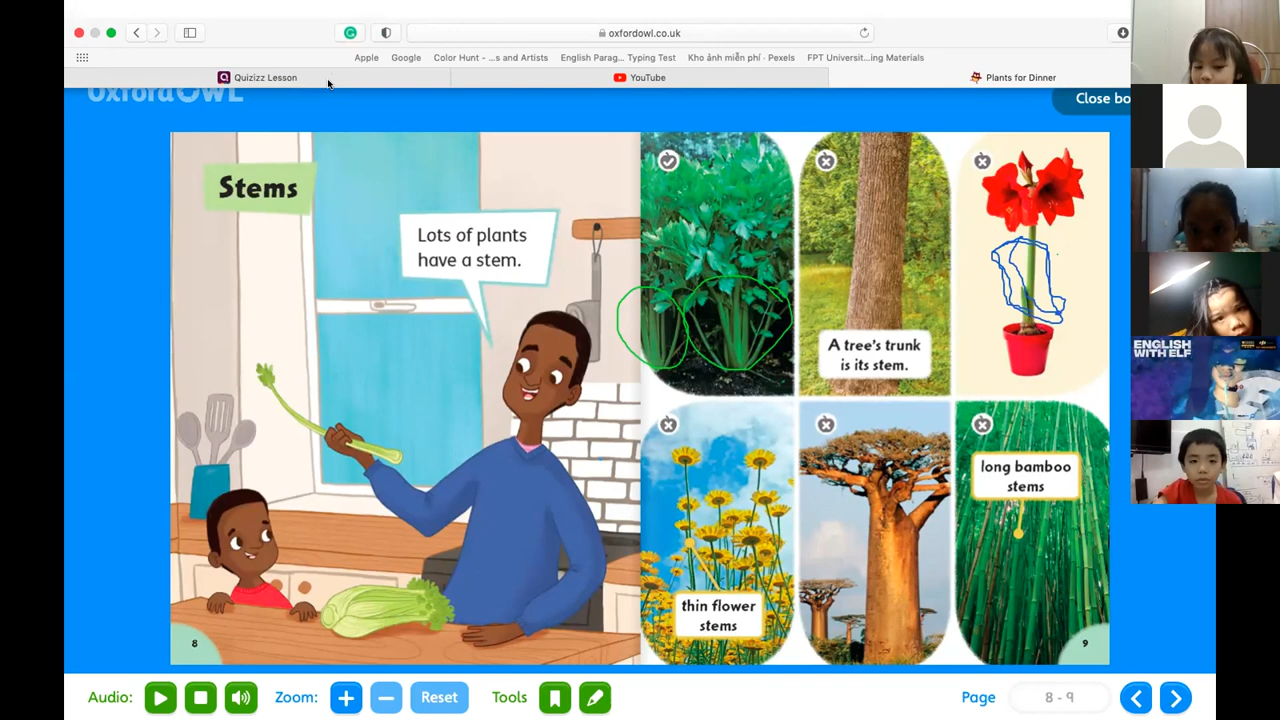 oxfordowl.co.uk
Apple Google Color Hunt - ...s and Artists English Parag... Typing Test Kho ảnh miễn phí · Pexels FPT Universit...ing Materials
Quizizz Lesson YouTube Plants for Dinner
Oxford OWL
Close bo
Stems
Lots of plants
have a stem.
A tree's trunk
is its stem.
long bamboo
stems
thin flower
stems
8
9
ENGLISH
WITH ELF
Audio: Zoom: Reset Tools Page 8 - 9